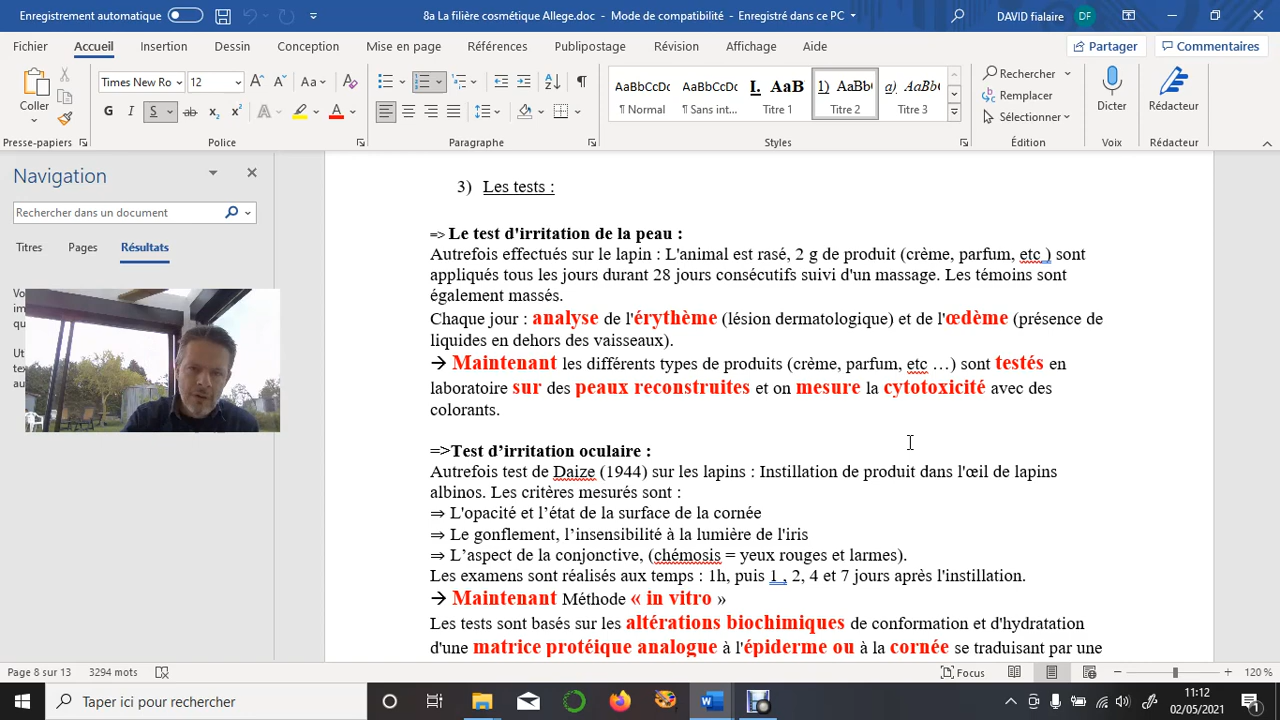 Enregistrement automatique
8a La filière cosmétique Allege.doc - Mode de compatibilité - Enregistré dans ce PC
DAVID fialaire
DF
Fichier
Accueil
Insertion
Dessin
Conception
Mise en page
Références
Publipostage
Révision
Affichage
Aide
Partager
Commentaires
Coller
Times New Ro
12
G I S ab x₂ x²
AaBbCc AaBbCc I. AaB 1) AaBb( a) AaBb(
¶ Normal ¶ Sans int... Titre 1 ¶ Titre 2 Titre 3
Rechercher
Remplacer
Sélectionner
Dicter
Rédacteur
Presse-papiers
Police
Paragraphe
Styles
Édition
Voix
Rédacteur
Navigation
Rechercher dans un document
Titres Pages Résultats
3) Les tests :
=> Le test d'irritation de la peau :
Autrefois effectués sur le lapin : L'animal est rasé, 2 g de produit (crème, parfum, etc ) sont
appliqués tous les jours durant 28 jours consécutifs suivi d'un massage. Les témoins sont
également massés.
Chaque jour : analyse de l'érythème (lésion dermatologique) et de l'œdème (présence de
liquides en dehors des vaisseaux).
→ Maintenant les différents types de produits (crème, parfum, etc …) sont testés en
laboratoire sur des peaux reconstruites et on mesure la cytotoxicité avec des
colorants.
=>Test d’irritation oculaire :
Autrefois test de Daize (1944) sur les lapins : Instillation de produit dans l'œil de lapins
albinos. Les critères mesurés sont :
⇒ L'opacité et l’état de la surface de la cornée
⇒ Le gonflement, l’insensibilité à la lumière de l'iris
⇒ L’aspect de la conjonctive, (chémosis = yeux rouges et larmes).
Les examens sont réalisés aux temps : 1h, puis 1 , 2, 4 et 7 jours après l'instillation.
→ Maintenant Méthode « in vitro »
Les tests sont basés sur les altérations biochimiques de conformation et d'hydratation
d'une matrice protéique analogue à l'épiderme ou à la cornée se traduisant par une
Page 8 sur 13
3294 mots
Focus
120 %
Taper ici pour rechercher
11:12
02/05/2021